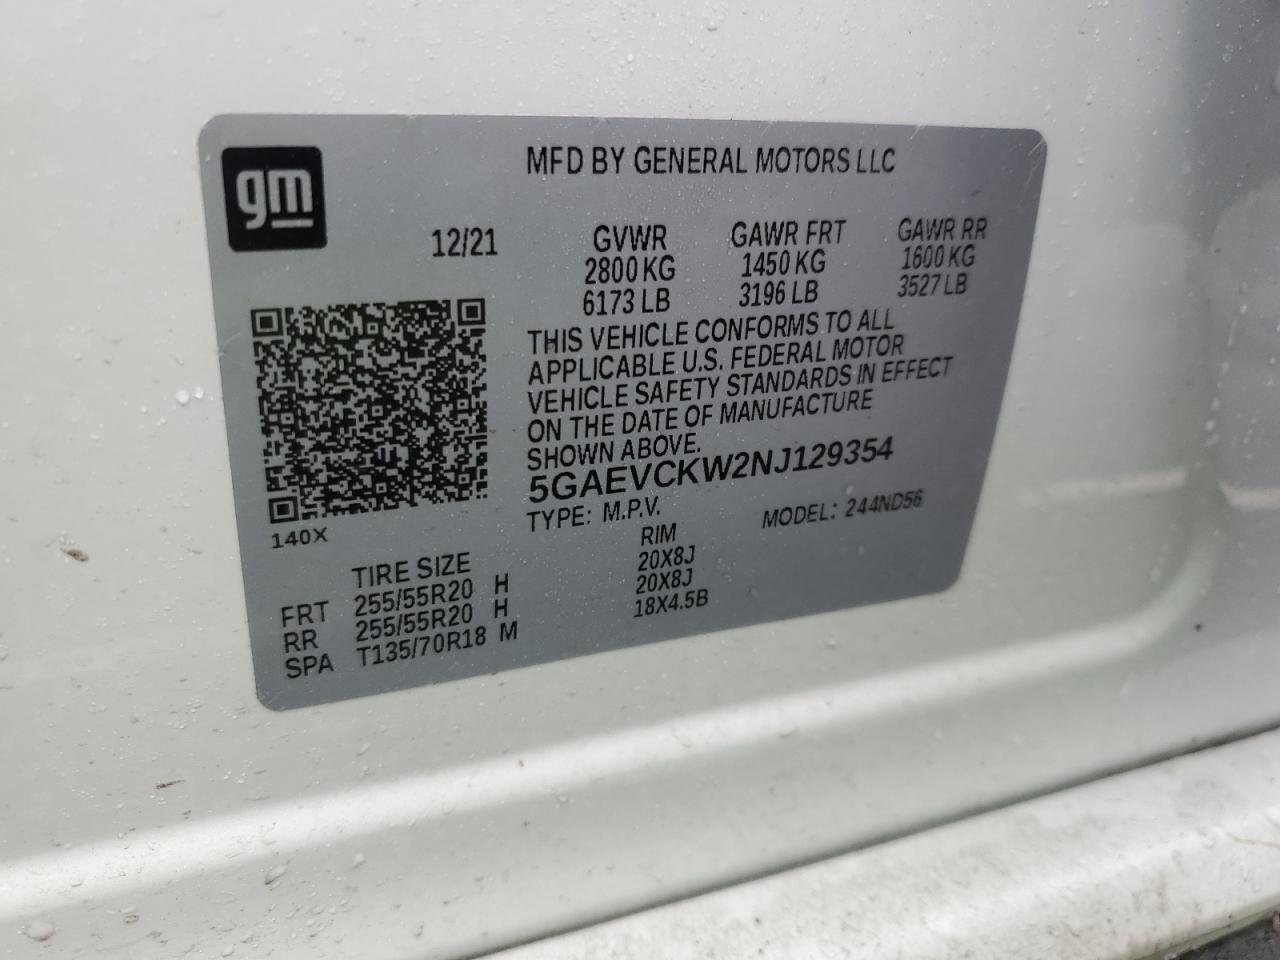 gm
MFD BY GENERAL MOTORS LLC
12/21 GVWR GAWR FRT GAWR RR
2800 KG 1450 KG 1600 KG
6173 LB 3196 LB 3527 LB
THIS VEHICLE CONFORMS TO ALL
APPLICABLE U.S. FEDERAL MOTOR
VEHICLE SAFETY STANDARDS IN EFFECT
ON THE DATE OF MANUFACTURE
SHOWN ABOVE.
5GAEVCKW2NJ129354
TYPE: M.P.V. MODEL: 244ND56
140X
TIRE SIZE RIM
FRT 255/55R20 H 20X8J
RR 255/55R20 H 20X8J
SPA T135/70R18 M 18X4.5B